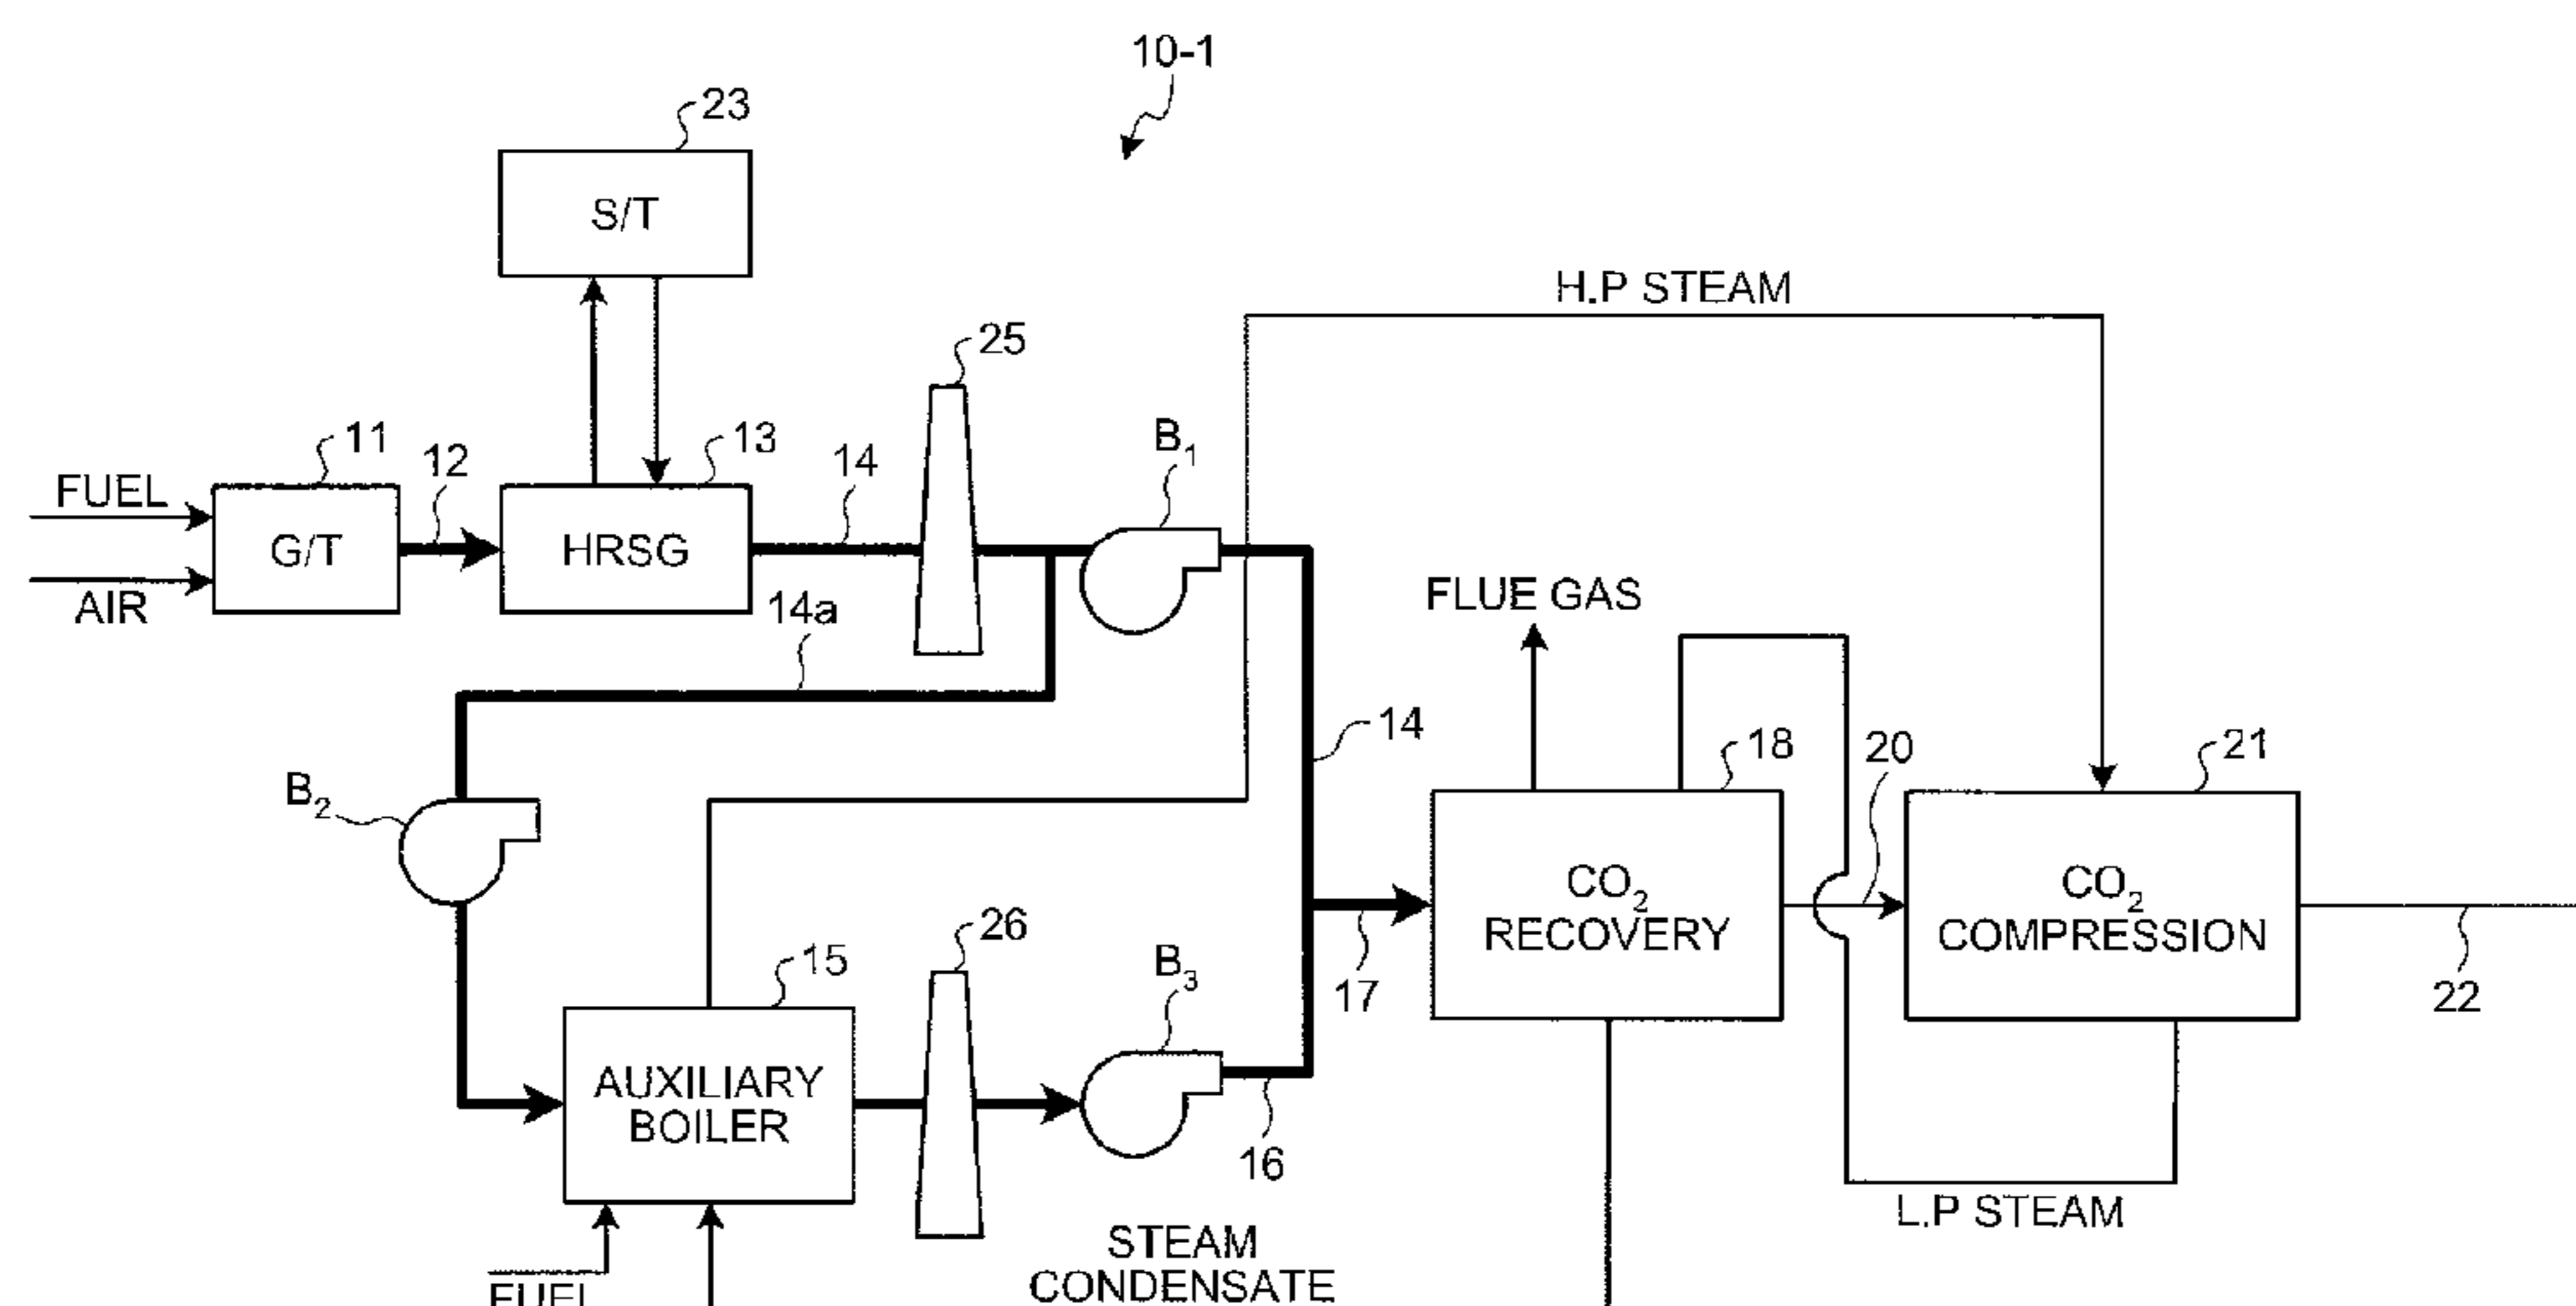 10-1
23
S/T
H.P STEAM
25
11
12
13
14
B1
FUEL
G/T
HRSG
AIR
14a
FLUE GAS
14
18
20
21
B2
CO2
RECOVERY
CO2
COMPRESSION
26
15
B3
17
22
AUXILIARY
BOILER
16
L.P STEAM
STEAM
CONDENSATE
FUEL